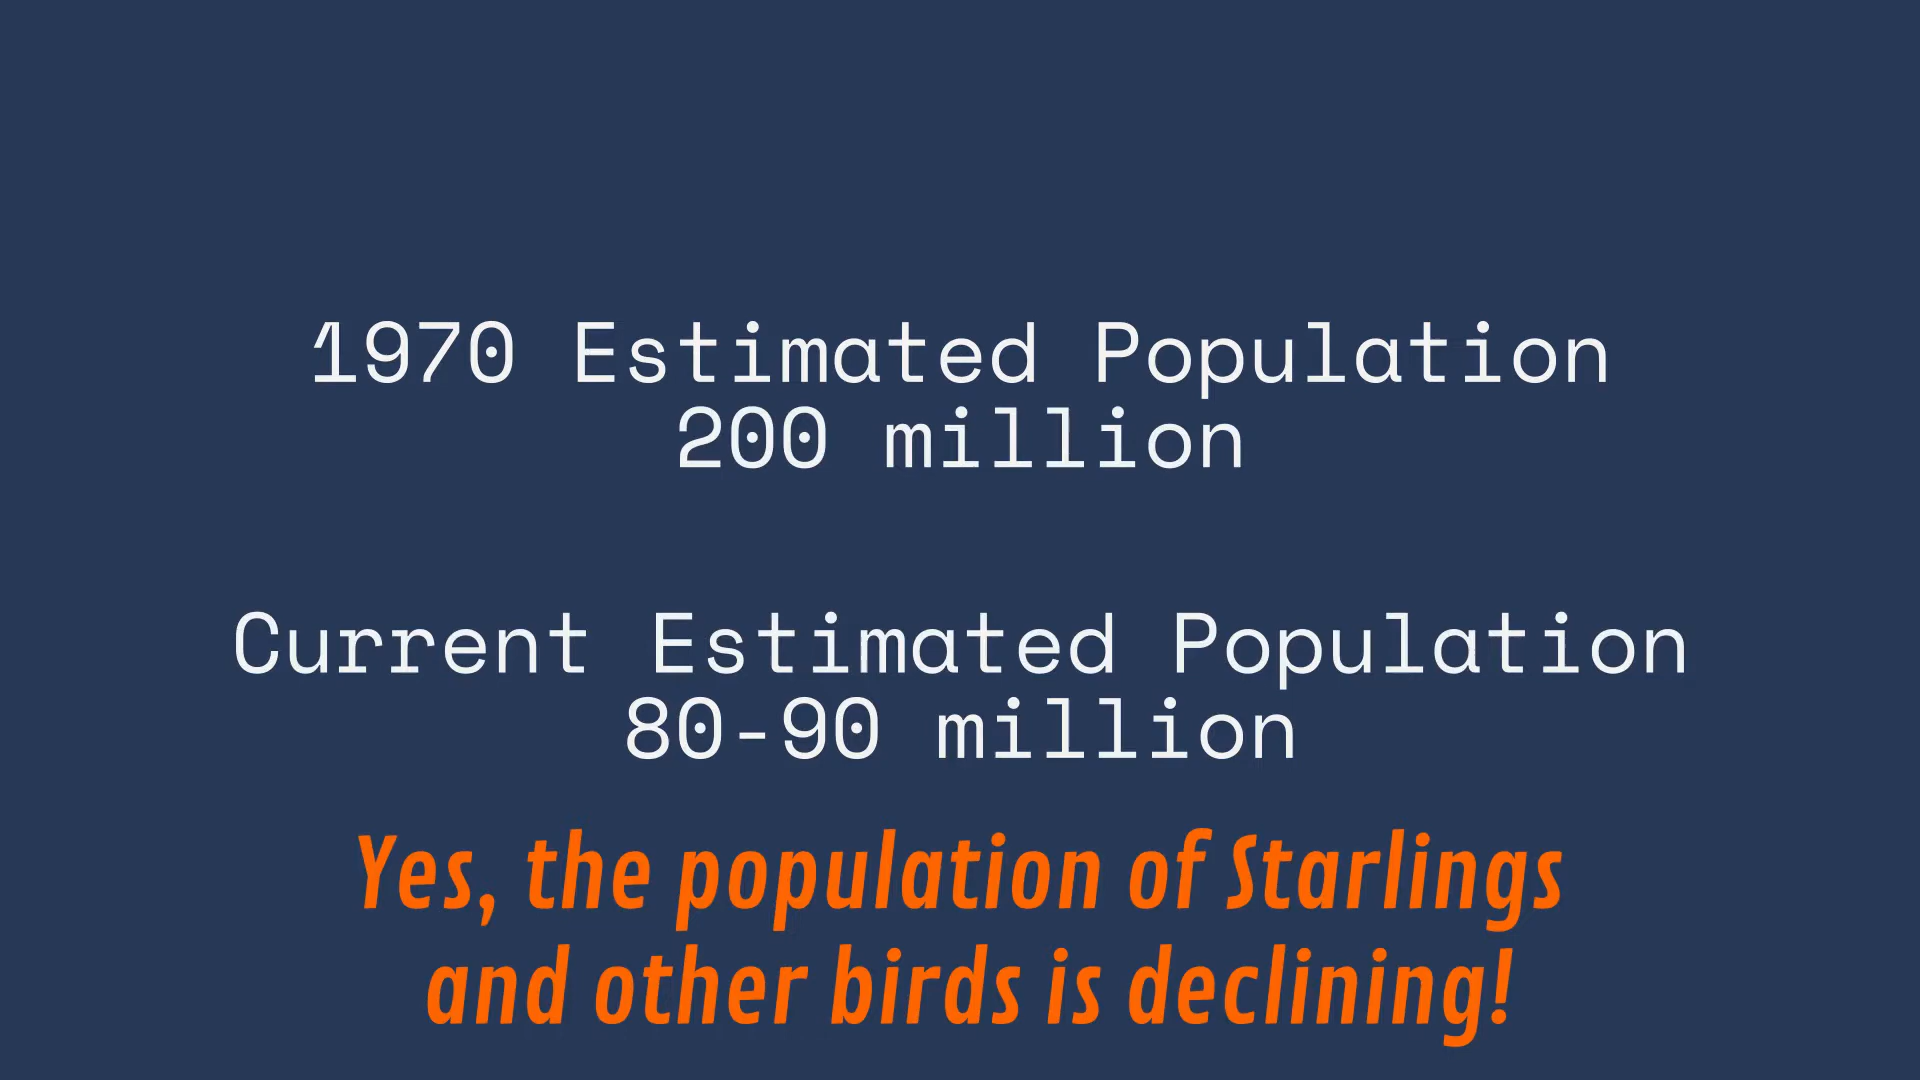 1970 Estimated Population
200 million
Current Estimated Population
80-90 million
Yes, the population of Starlings
and other birds is declining!